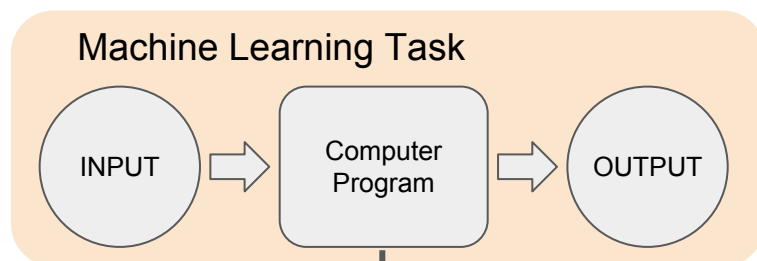 Machine Learning Task
INPUT
Computer
Program
OUTPUT